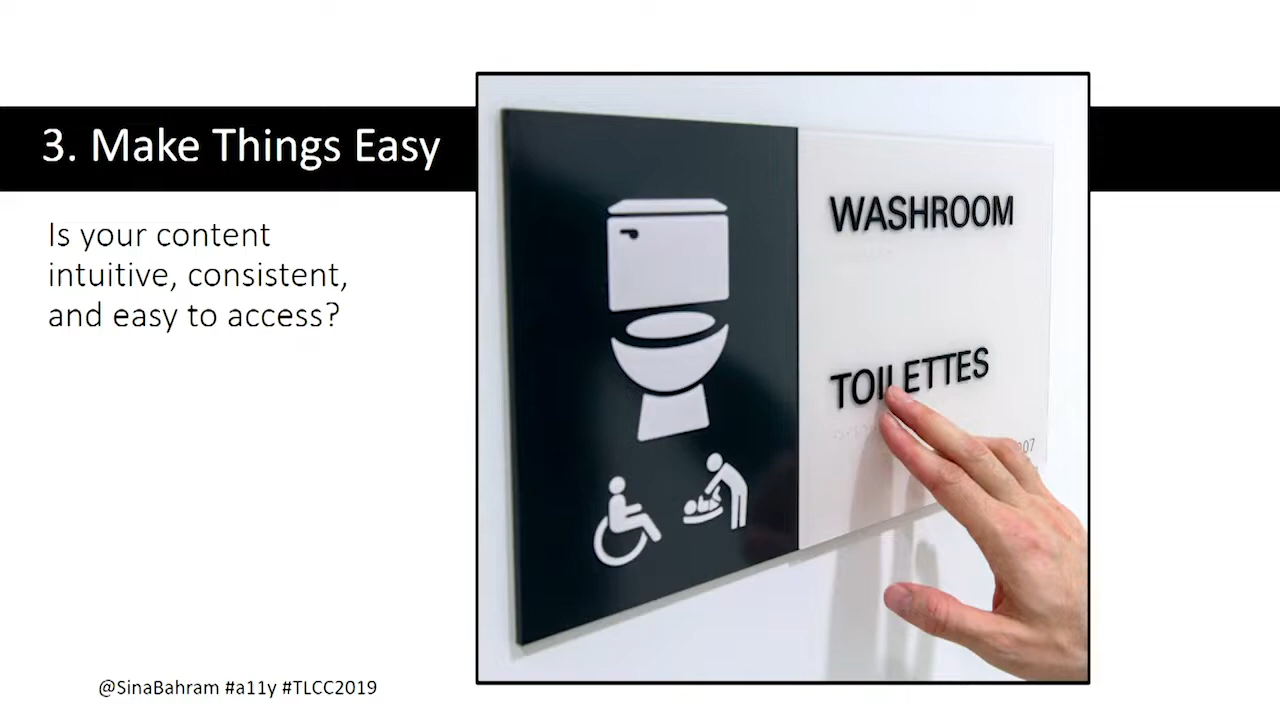 3. Make Things Easy
Is your content
intuitive, consistent,
and easy to access?
WASHROOM
TOILETTES
@SinaBahram #a11y #TLCC2019